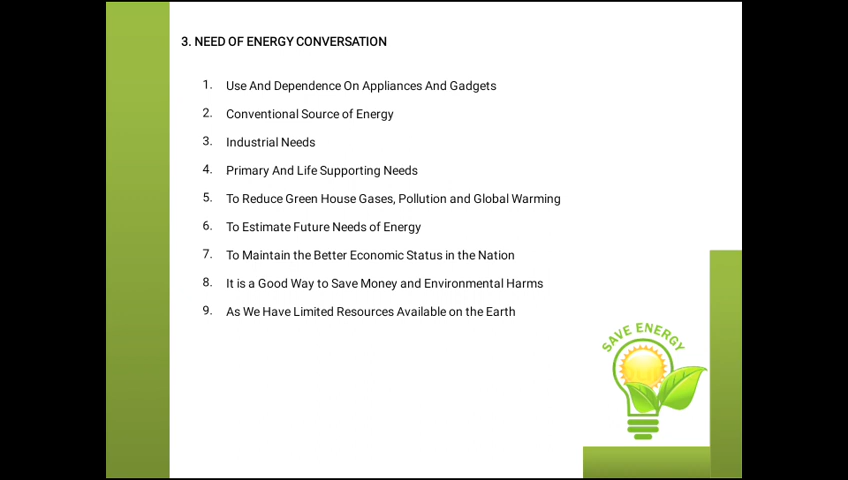 3. NEED OF ENERGY CONVERSATION
1. Use And Dependence On Appliances And Gadgets
2. Conventional Source of Energy
3. Industrial Needs
4. Primary And Life Supporting Needs
5. To Reduce Green House Gases, Pollution and Global Warming
6. To Estimate Future Needs of Energy
7. To Maintain the Better Economic Status in the Nation
8. It is a Good Way to Save Money and Environmental Harms
9. As We Have Limited Resources Available on the Earth
SAVE ENERGY